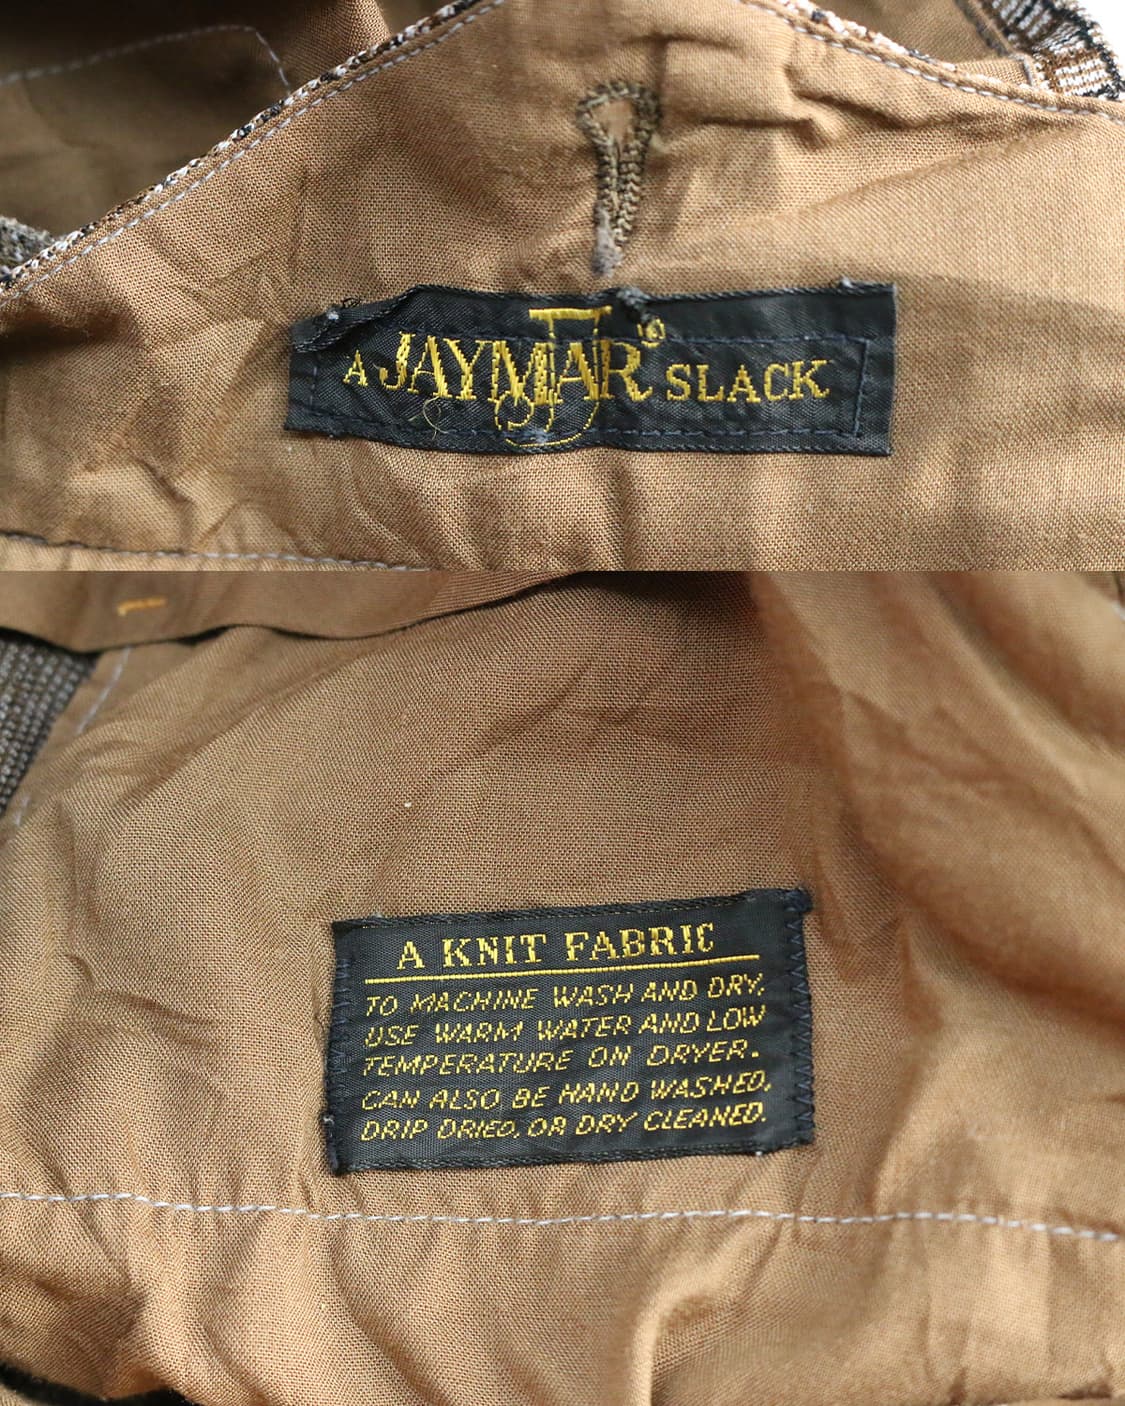 A JAYMAR® SLACK
A KNIT FABRIC
TO MACHINE WASH AND DRY,
USE WARM WATER AND LOW
TEMPERATURE ON DRYER.
CAN ALSO BE HAND WASHED,
DRIP DRIED, OR DRY CLEANED.